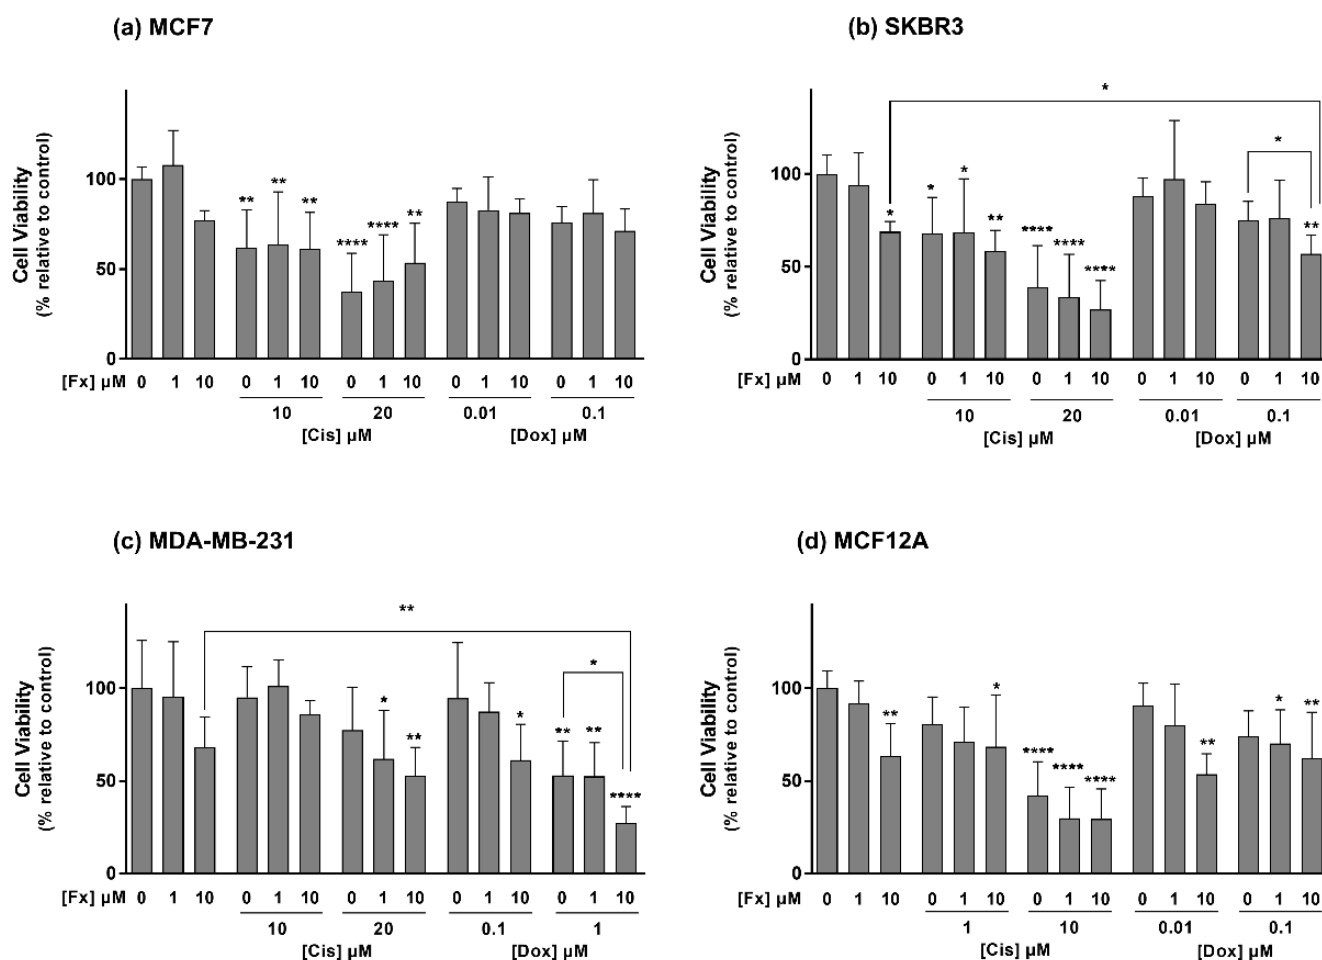 (a) MCF7
Cell Viability
(% relative to control)
100
50
0
** ** ** **** **** **
[Fx] µM 0 1 10 0 1 10 0 1 10 0 1 10 0 1 10
10 20 0.01 0.1
[Cis] µM [Dox] µM
(b) SKBR3
Cell Viability
(% relative to control)
100
50
0
*
*
* * * ** **** **** **** **
[Fx] µM 0 1 10 0 1 10 0 1 10 0 1 10 0 1 10
10 20 0.01 0.1
[Cis] µM [Dox] µM
(c) MDA-MB-231
Cell Viability
(% relative to control)
100
50
0
**
*
* ** * ** ** ****
[Fx] µM 0 1 10 0 1 10 0 1 10 0 1 10 0 1 10
10 20 0.1 1
[Cis] µM [Dox] µM
(d) MCF12A
Cell Viability
(% relative to control)
100
50
0
** * **** **** **** ** * **
[Fx] µM 0 1 10 0 1 10 0 1 10 0 1 10 0 1 10
1 10 0.01 0.1
[Cis] µM [Dox] µM